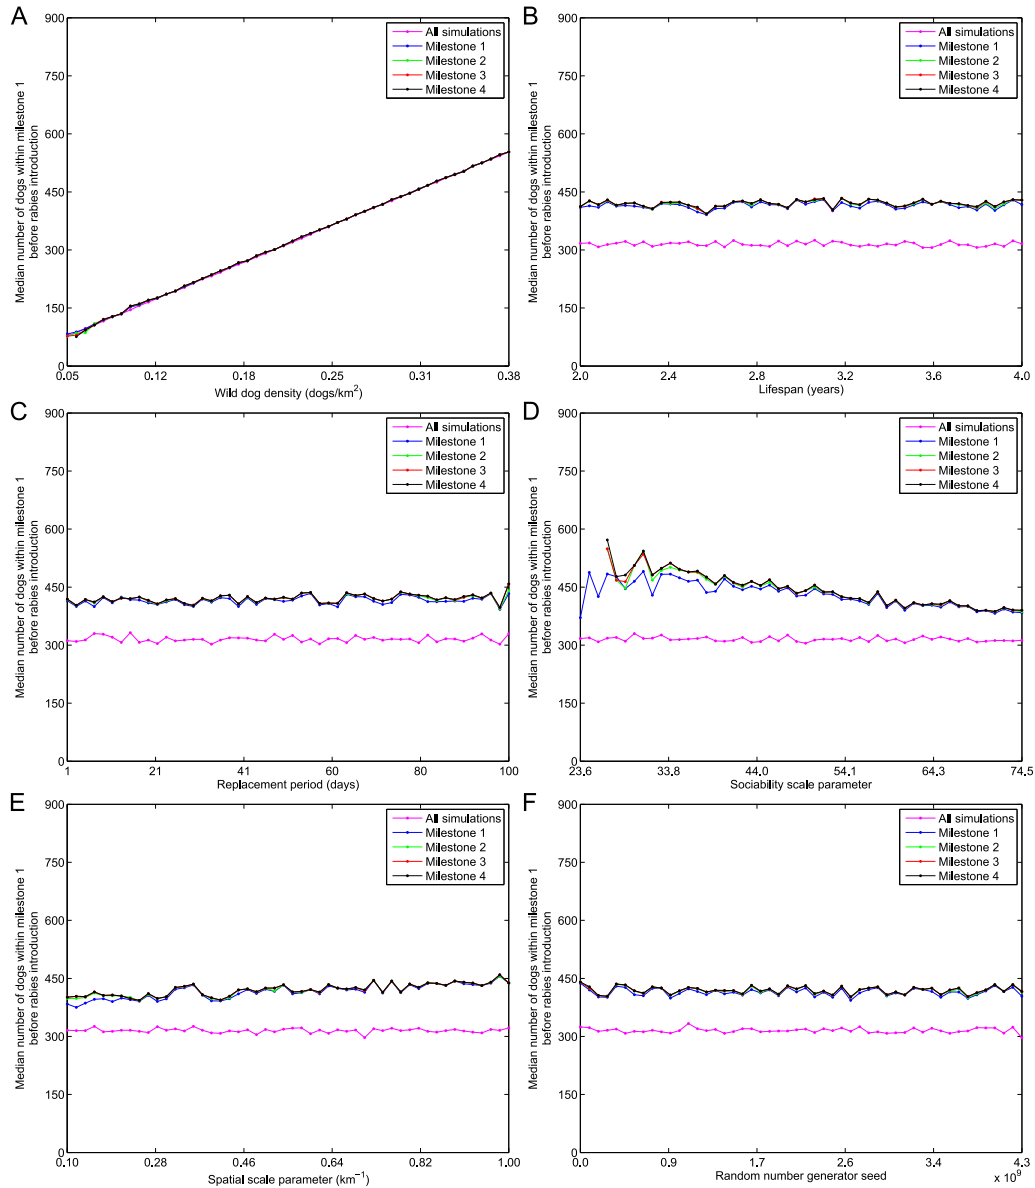 A
900
750
600
450
300
150
0
Median number of dogs within milestone 1
before rabies introduction
All simulations
Milestone 1
Milestone 2
Milestone 3
Milestone 4
0.05
0.12
0.18
0.25
0.31
0.38
Wild dog density (dogs/km²)
B
900
750
600
450
300
150
0
Median number of dogs within milestone 1
before rabies introduction
All simulations
Milestone 1
Milestone 2
Milestone 3
Milestone 4
2.0
2.4
2.8
3.2
3.6
4.0
Lifespan (years)
C
900
750
600
450
300
150
0
Median number of dogs within milestone 1
before rabies introduction
All simulations
Milestone 1
Milestone 2
Milestone 3
Milestone 4
1
21
41
60
80
100
Replacement period (days)
D
900
750
600
450
300
150
0
Median number of dogs within milestone 1
before rabies introduction
All simulations
Milestone 1
Milestone 2
Milestone 3
Milestone 4
23.6
33.8
44.0
54.1
64.3
74.5
Sociability scale parameter
E
900
750
600
450
300
150
0
Median number of dogs within milestone 1
before rabies introduction
All simulations
Milestone 1
Milestone 2
Milestone 3
Milestone 4
0.10
0.28
0.46
0.64
0.82
1.00
Spatial scale parameter (km⁻¹)
F
900
750
600
450
300
150
0
Median number of dogs within milestone 1
before rabies introduction
All simulations
Milestone 1
Milestone 2
Milestone 3
Milestone 4
0.0
0.9
1.7
2.6
3.4
4.3
Random number generator seed
x 10⁹